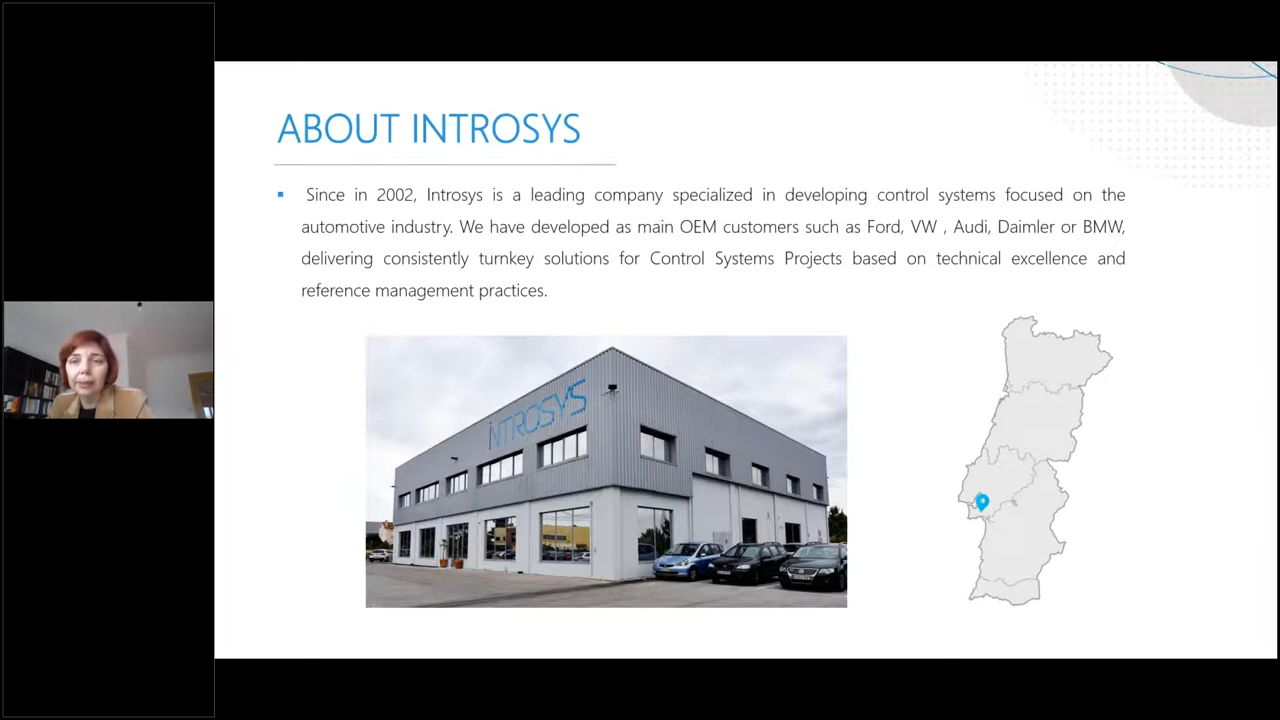 ABOUT INTROSYS
Since in 2002, Introsys is a leading company specialized in developing control systems focused on the
automotive industry. We have developed as main OEM customers such as Ford, VW , Audi, Daimler or BMW,
delivering consistently turnkey solutions for Control Systems Projects based on technical excellence and
reference management practices.
INTROSYS